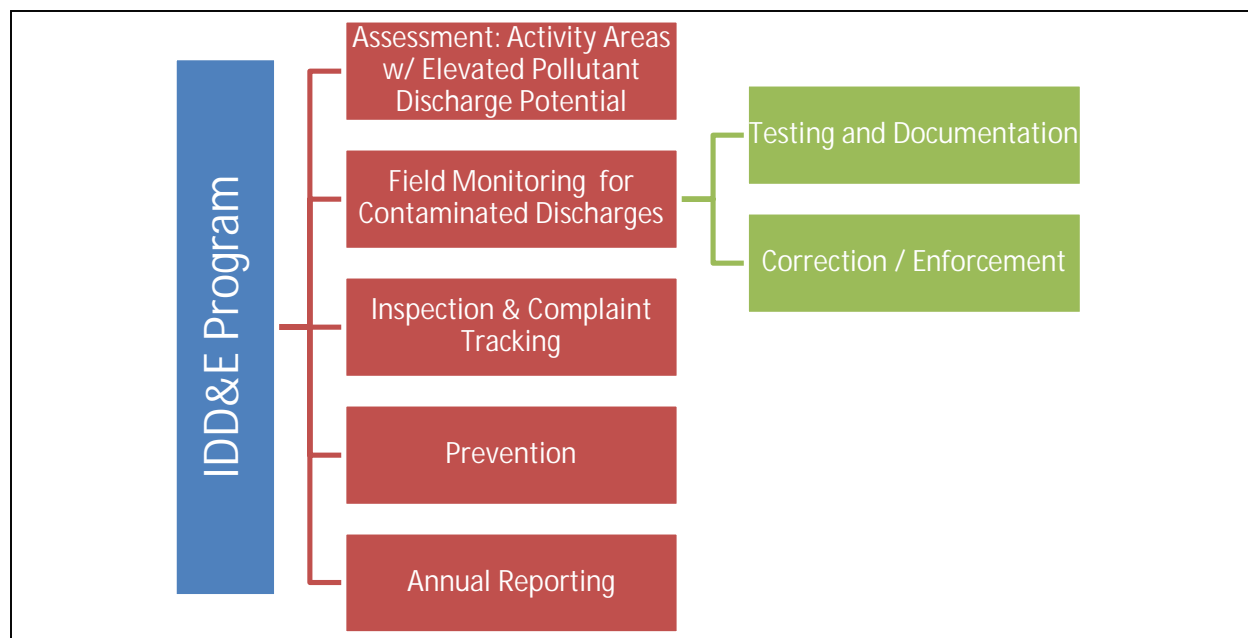 IDD&E Program
Assessment: Activity Areas
w/ Elevated Pollutant
Discharge Potential
Field Monitoring for
Contaminated Discharges
Testing and Documentation
Correction / Enforcement
Inspection & Complaint
Tracking
Prevention
Annual Reporting